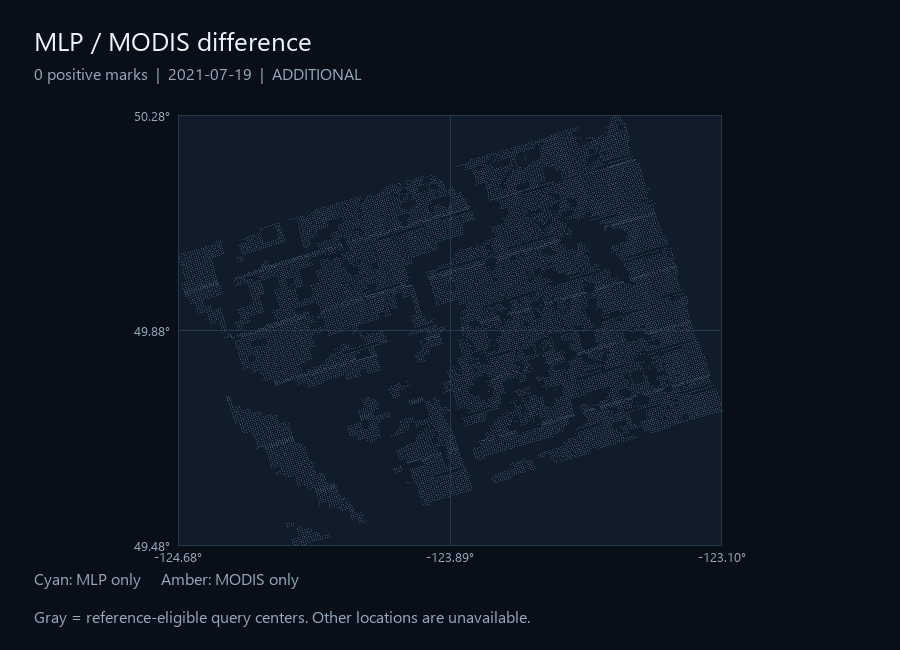 MLP / MODIS difference
0 positive marks | 2021-07-19 | ADDITIONAL
50.28°
49.88°
49.48°
-124.68° -123.89° -123.10°
Cyan: MLP only Amber: MODIS only
Gray = reference-eligible query centers. Other locations are unavailable.